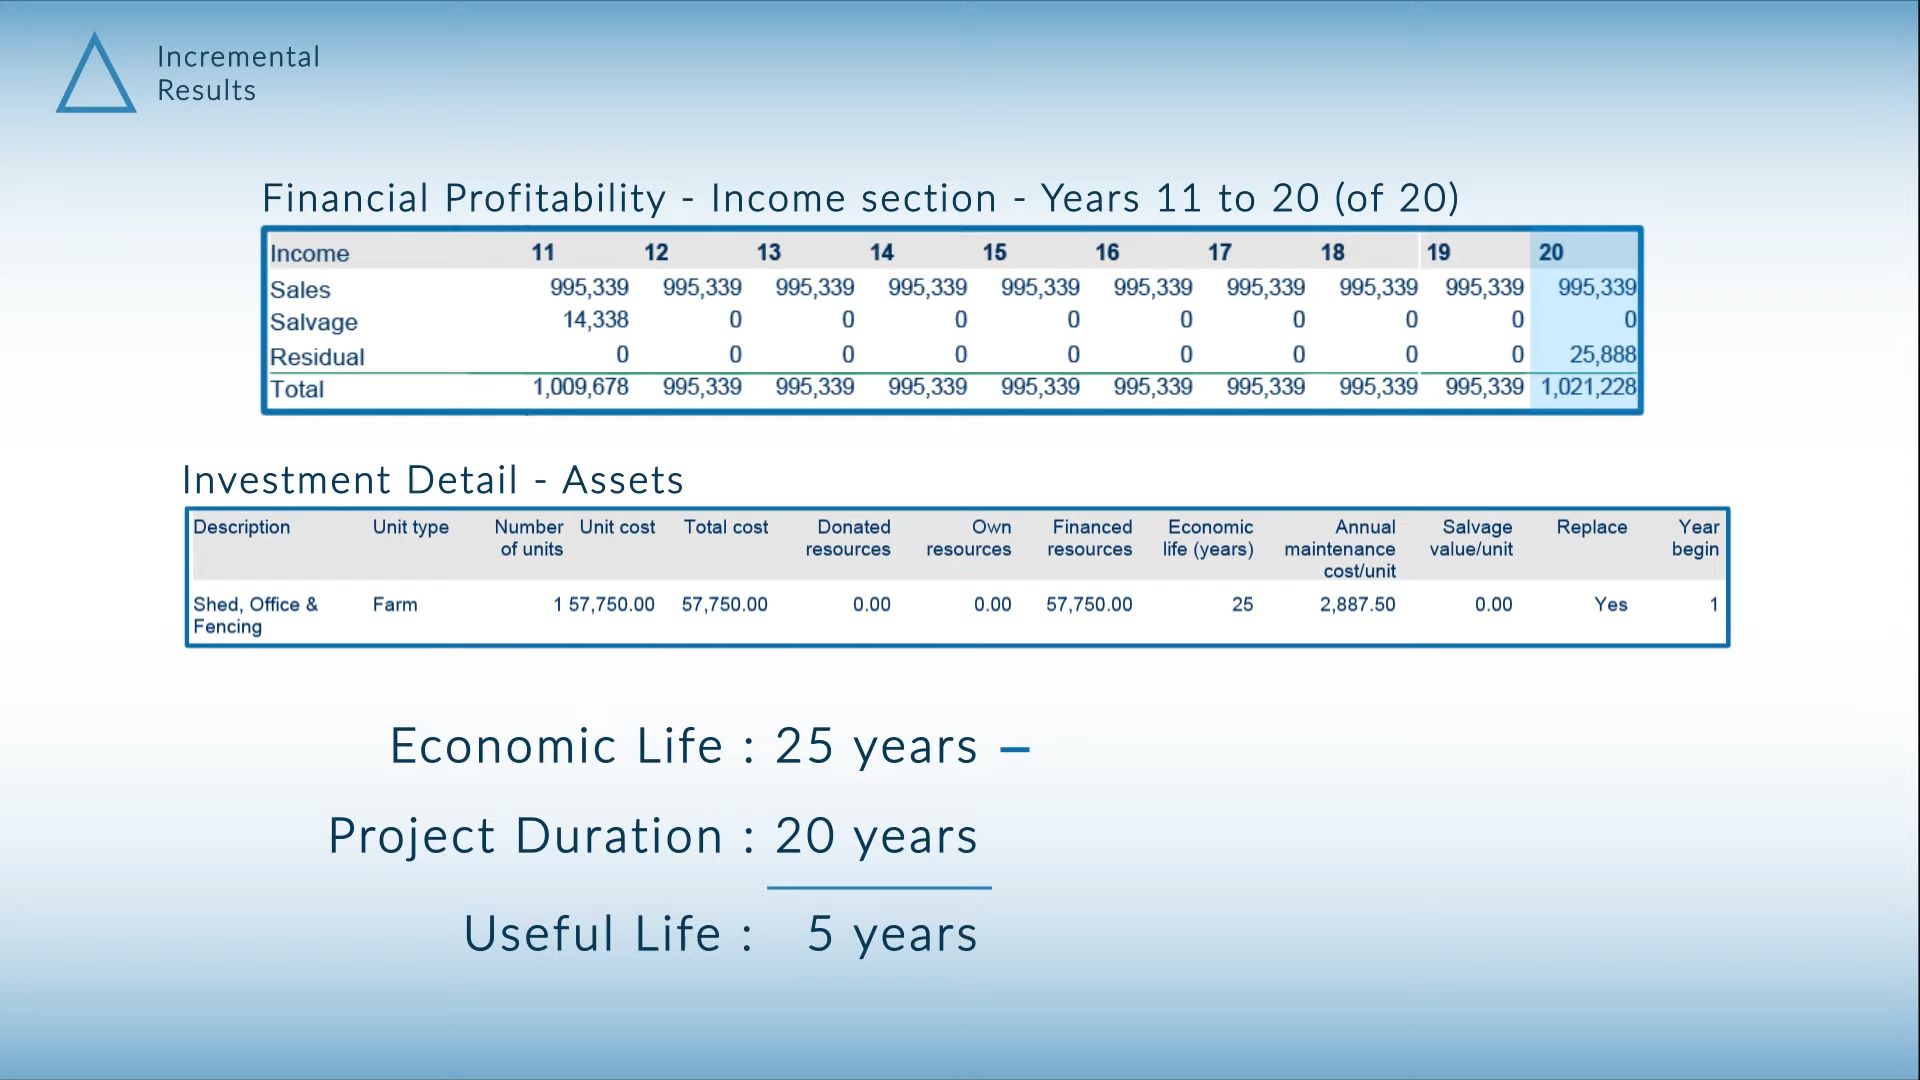 Incremental
Results
Financial Profitability - Income section - Years 11 to 20 (of 20)
Income 11 12 13 14 15 16 17 18 19 20
Sales 995,339 995,339 995,339 995,339 995,339 995,339 995,339 995,339 995,339 995,339
Salvage 14,338 0 0 0 0 0 0 0 0 0
Residual 0 0 0 0 0 0 0 0 0 25,888
Total 1,009,678 995,339 995,339 995,339 995,339 995,339 995,339 995,339 995,339 1,021,228
Investment Detail - Assets
Description Unit type Number Unit cost Total cost Donated Own Financed Economic Annual Salvage Replace Year
of units resources resources resources life (years) maintenance value/unit begin
cost/unit
Shed, Office & Farm 1 57,750.00 57,750.00 0.00 0.00 57,750.00 25 2,887.50 0.00 Yes 1
Fencing
Economic Life : 25 years –
Project Duration : 20 years
Useful Life : 5 years